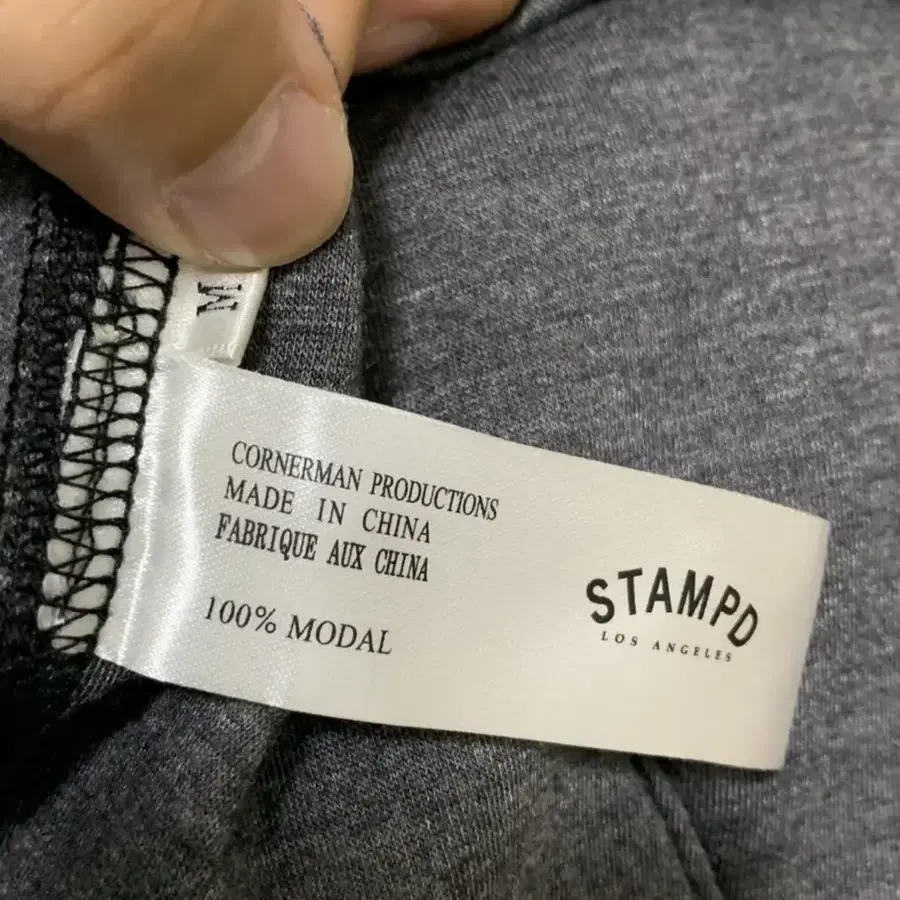 M
CORNERMAN PRODUCTIONS
MADE IN CHINA
FABRIQUE AUX CHINA
100% MODAL
STAMPD
LOS ANGELES